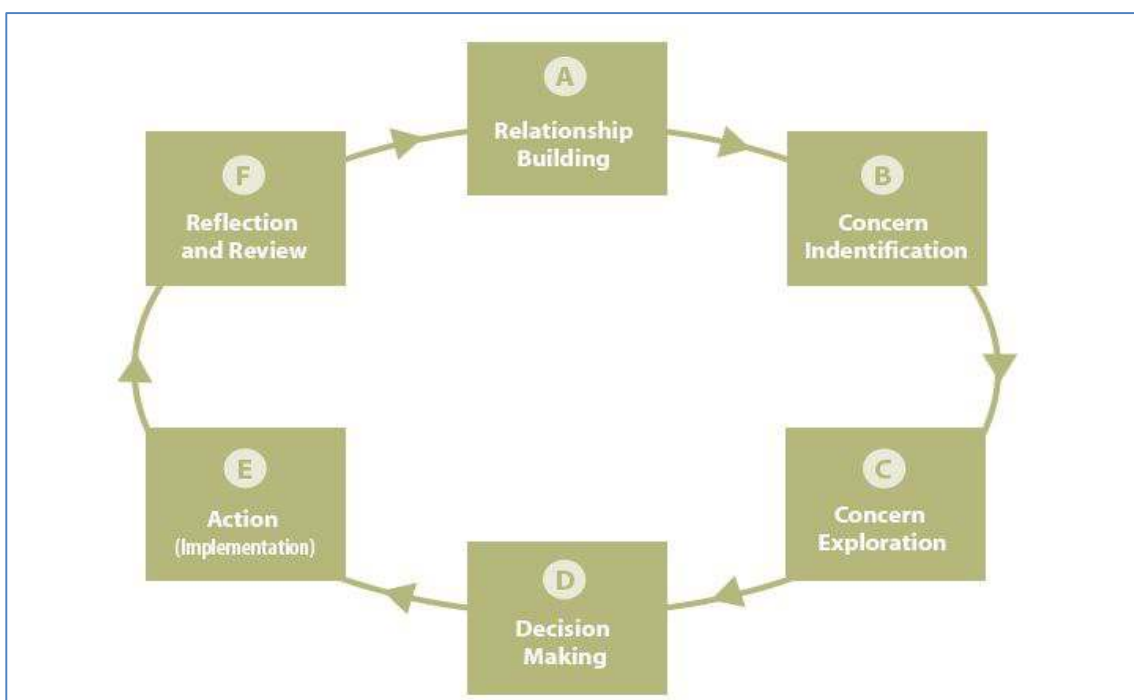 A
Relationship
Building
B
Concern
Indentification
C
Concern
Exploration
D
Decision
Making
E
Action
(Implementation)
F
Reflection
and Review